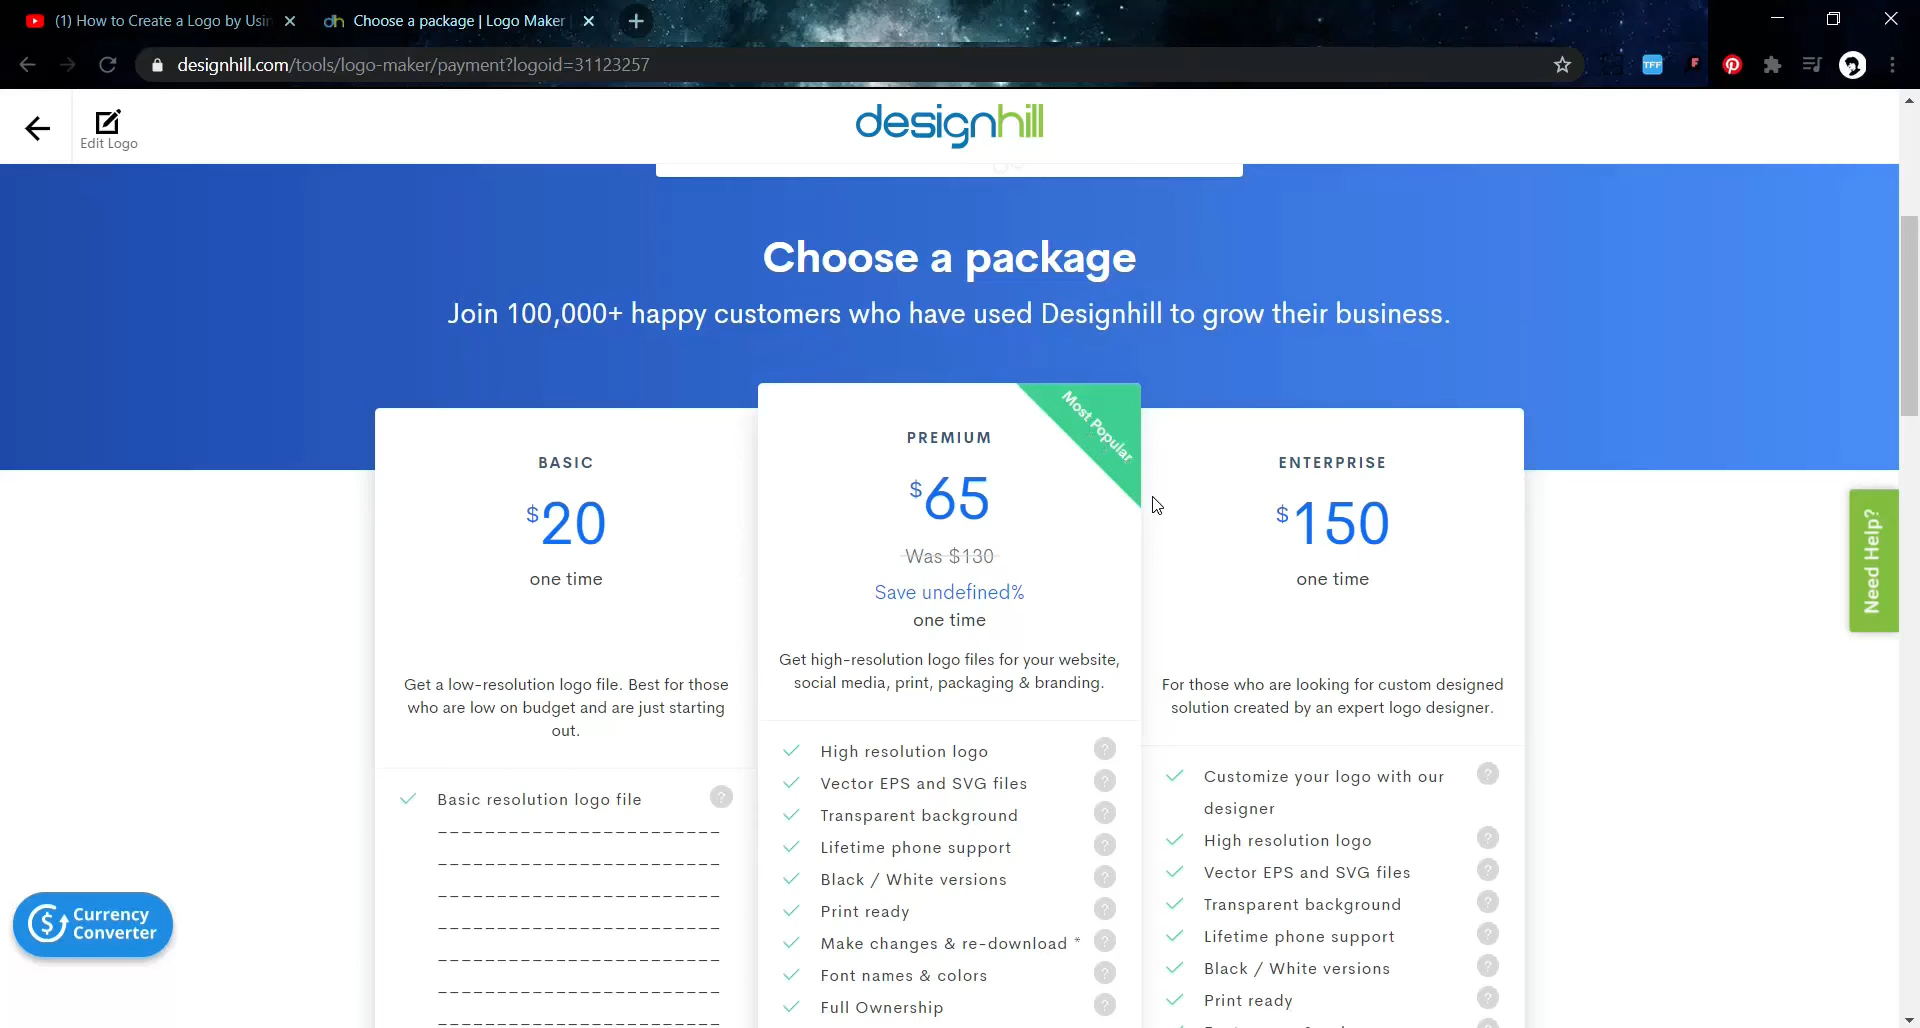 (1) How to Create a Logo by Usin
Choose a package | Logo Maker
designhill.com/tools/logo-maker/payment?logoid=31123257
TFF
F
Edit Logo
designhill
Choose a package
Join 100,000+ happy customers who have used Designhill to grow their business.
BASIC
$20
one time
Get a low-resolution logo file. Best for those
who are low on budget and are just starting
out.
Basic resolution logo file
?
Most Popular
PREMIUM
$65
Was $130
Save undefined%
one time
Get high-resolution logo files for your website,
social media, print, packaging & branding.
High resolution logo
?
Vector EPS and SVG files
?
Transparent background
?
Lifetime phone support
?
Black / White versions
?
Print ready
?
Make changes & re-download *
?
Font names & colors
?
Full Ownership
?
ENTERPRISE
$150
one time
For those who are looking for custom designed
solution created by an expert logo designer.
Customize your logo with our
designer
?
High resolution logo
?
Vector EPS and SVG files
?
Transparent background
?
Lifetime phone support
?
Black / White versions
?
Print ready
?
Need Help?
$
Currency
Converter